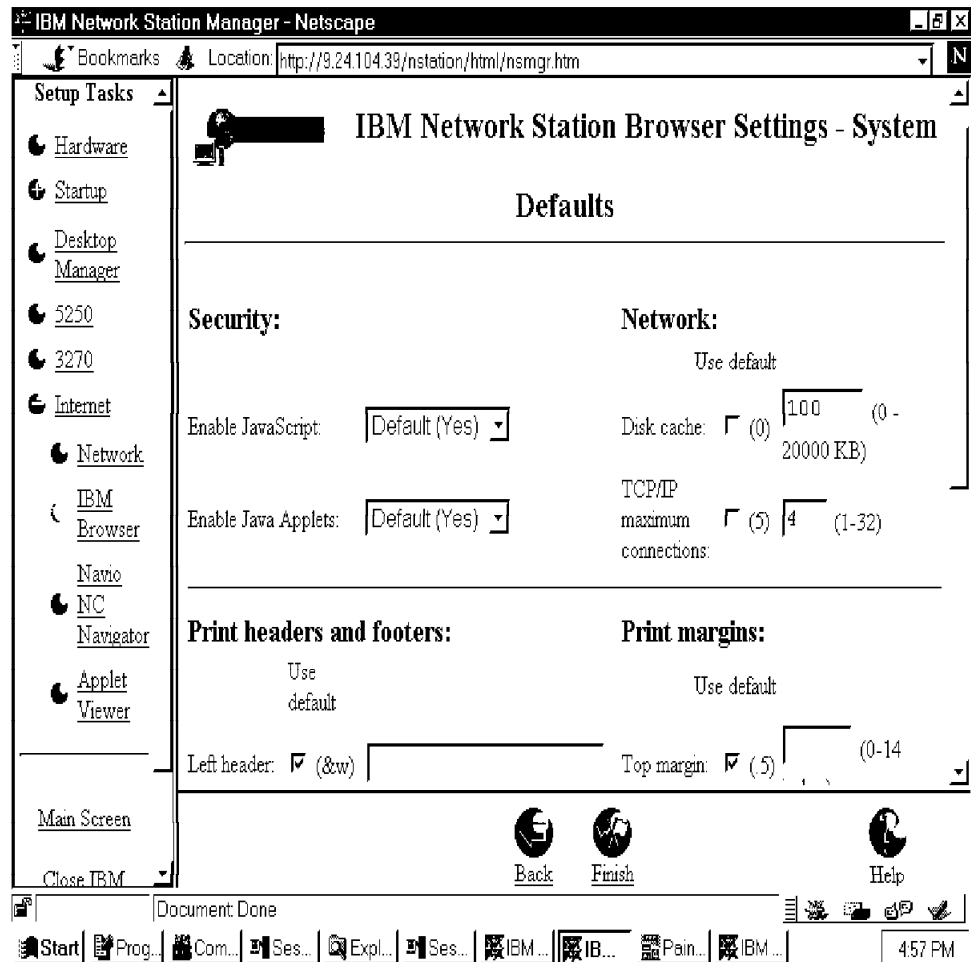 IBM Network Station Manager - Netscape
Bookmarks Location: http://9.24.104.39/nstation/html/nsmgr.htm N
Setup Tasks
Hardware
Startup
Desktop
Manager
5250
3270
Internet
Network
IBM
Browser
Navio
NC
Navigator
Applet
Viewer
Main Screen
Close IBM
IBM Network Station Browser Settings - System
Defaults
Security:
Enable JavaScript: Default (Yes)
Enable Java Applets: Default (Yes)
Network:
Use default
Disk cache: (0) 100 (0 -
20000 KB)
TCP/IP
maximum
connections: (5) 4 (1-32)
Print headers and footers:
Use
default
Left header: (&w)
Print margins:
Use default
Top margin: (.5) (0-14
Back Finish Help
Document: Done
Start Prog... Com... Ses... Expl... Ses... IBM ... IB... Pain... IBM ... 4:57 PM